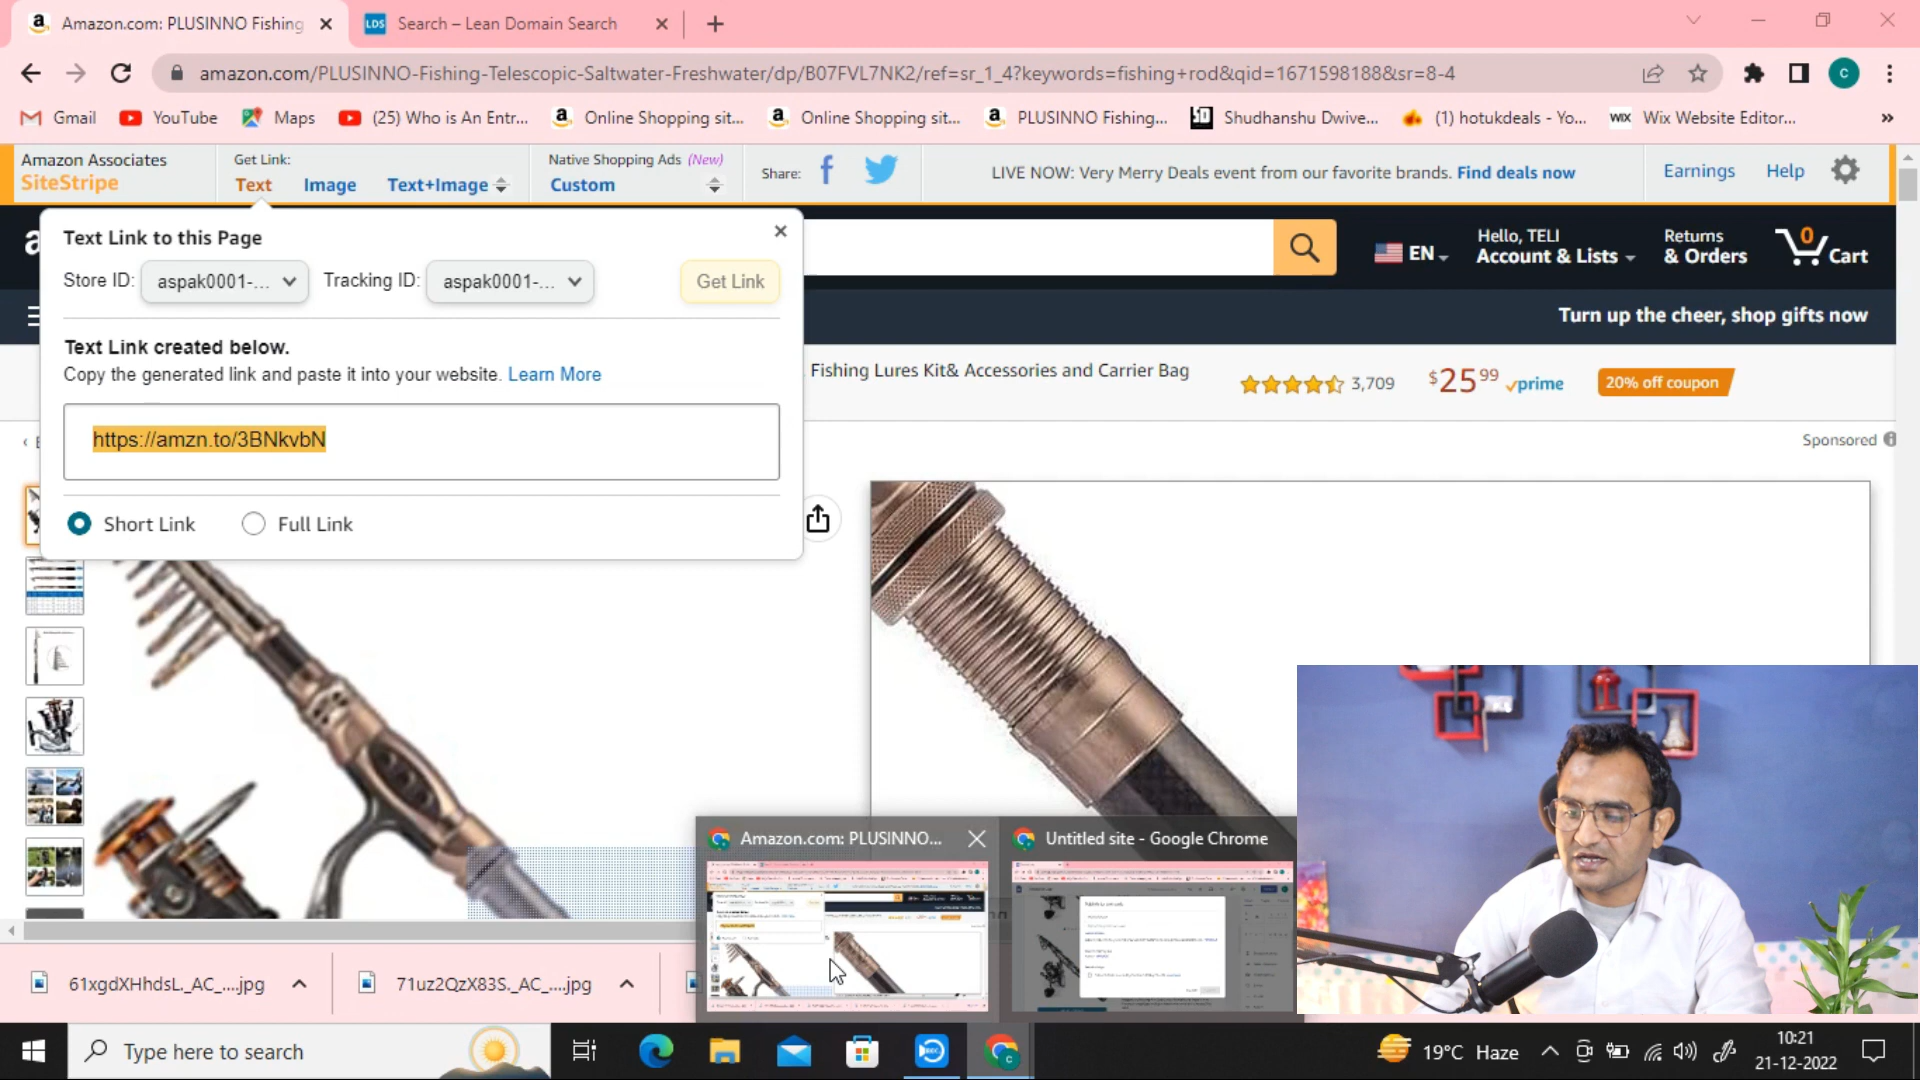 Amazon.com: PLUSINNO Fishing
LDS Search – Lean Domain Search
amazon.com/PLUSINNO-Fishing-Telescopic-Saltwater-Freshwater/dp/B07FVL7NK2/ref=sr_1_4?keywords=fishing+rod&qid=1671598188&sr=8-4
C
Gmail YouTube Maps (25) Who is An Entr... Online Shopping sit... Online Shopping sit... PLUSINNO Fishing... Shudhanshu Dwive... (1) hotukdeals - Yo... WIX Wix Website Editor... »
Amazon Associates
SiteStripe
Get Link:
Text Image Text+Image
Native Shopping Ads (New)
Custom
Share:
LIVE NOW: Very Merry Deals event from our favorite brands. Find deals now
Earnings Help
Text Link to this Page
Store ID: aspak0001-... Tracking ID: aspak0001-... Get Link
Text Link created below.
Copy the generated link and paste it into your website. Learn More
https://amzn.to/3BNkvbN
Short Link Full Link
EN
Hello, TELI
Account & Lists
Returns
& Orders
0
Cart
Turn up the cheer, shop gifts now
Fishing Lures Kit& Accessories and Carrier Bag
3,709
$25 99
prime
20% off coupon
Sponsored
Amazon.com: PLUSINNO...
Untitled site - Google Chrome
61xgdXHhdsL._AC_....jpg
71uz2QzX83S._AC_....jpg
Type here to search
19°C Haze
10:21
21-12-2022